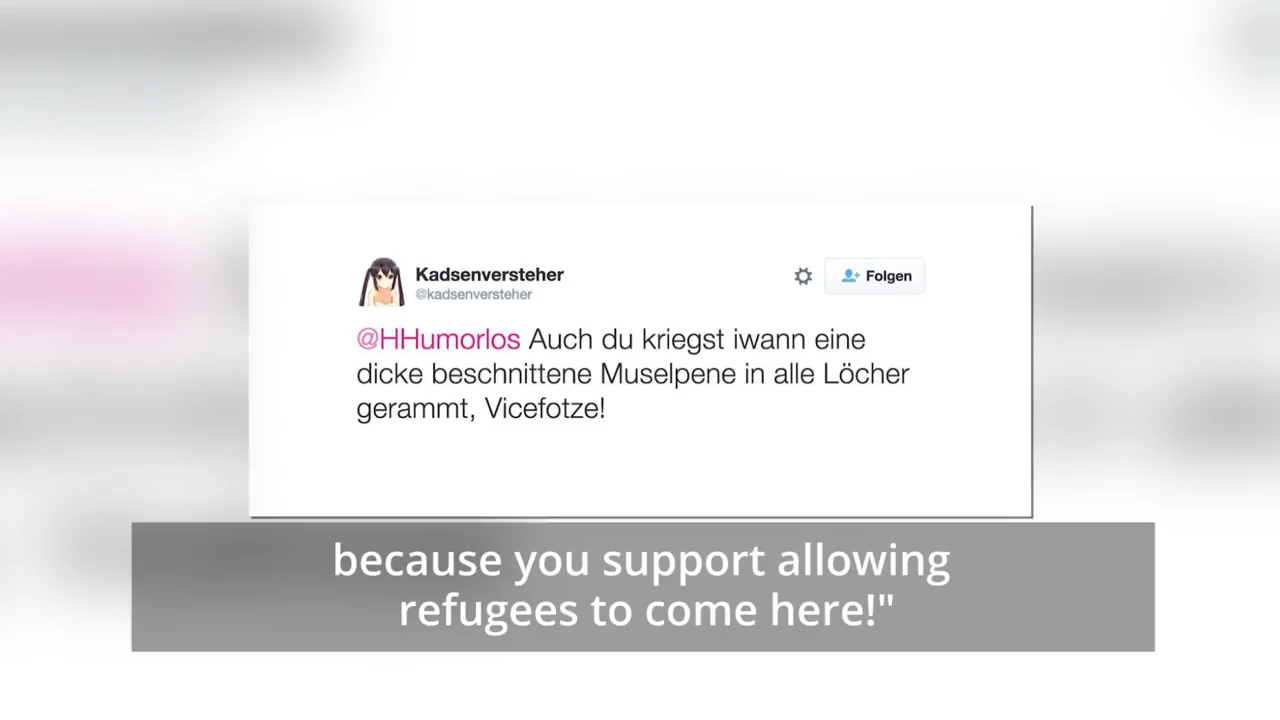 Kadsenversteher
@kadsenversteher
Folgen
@HHumorlos Auch du kriegst iwann eine
dicke beschnittene Muselpene in alle Löcher
gerammt, Vicefotze!
because you support allowing
refugees to come here!"